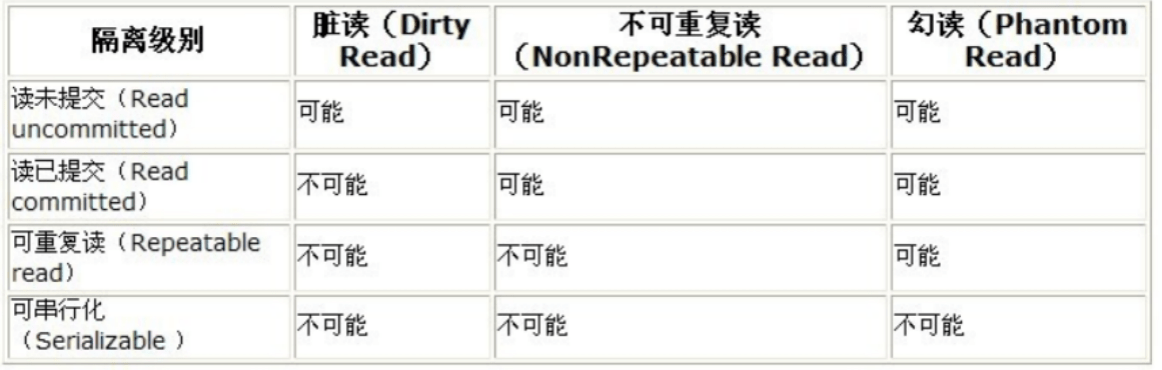 隔离级别
脏读（Dirty
Read）
不可重复读
（NonRepeatable Read）
幻读（Phantom
Read）
读未提交（Read
uncommitted）
可能
可能
可能
读已提交（Read
committed）
不可能
可能
可能
可重复读（Repeatable
read）
不可能
不可能
可能
可串行化
（Serializable ）
不可能
不可能
不可能